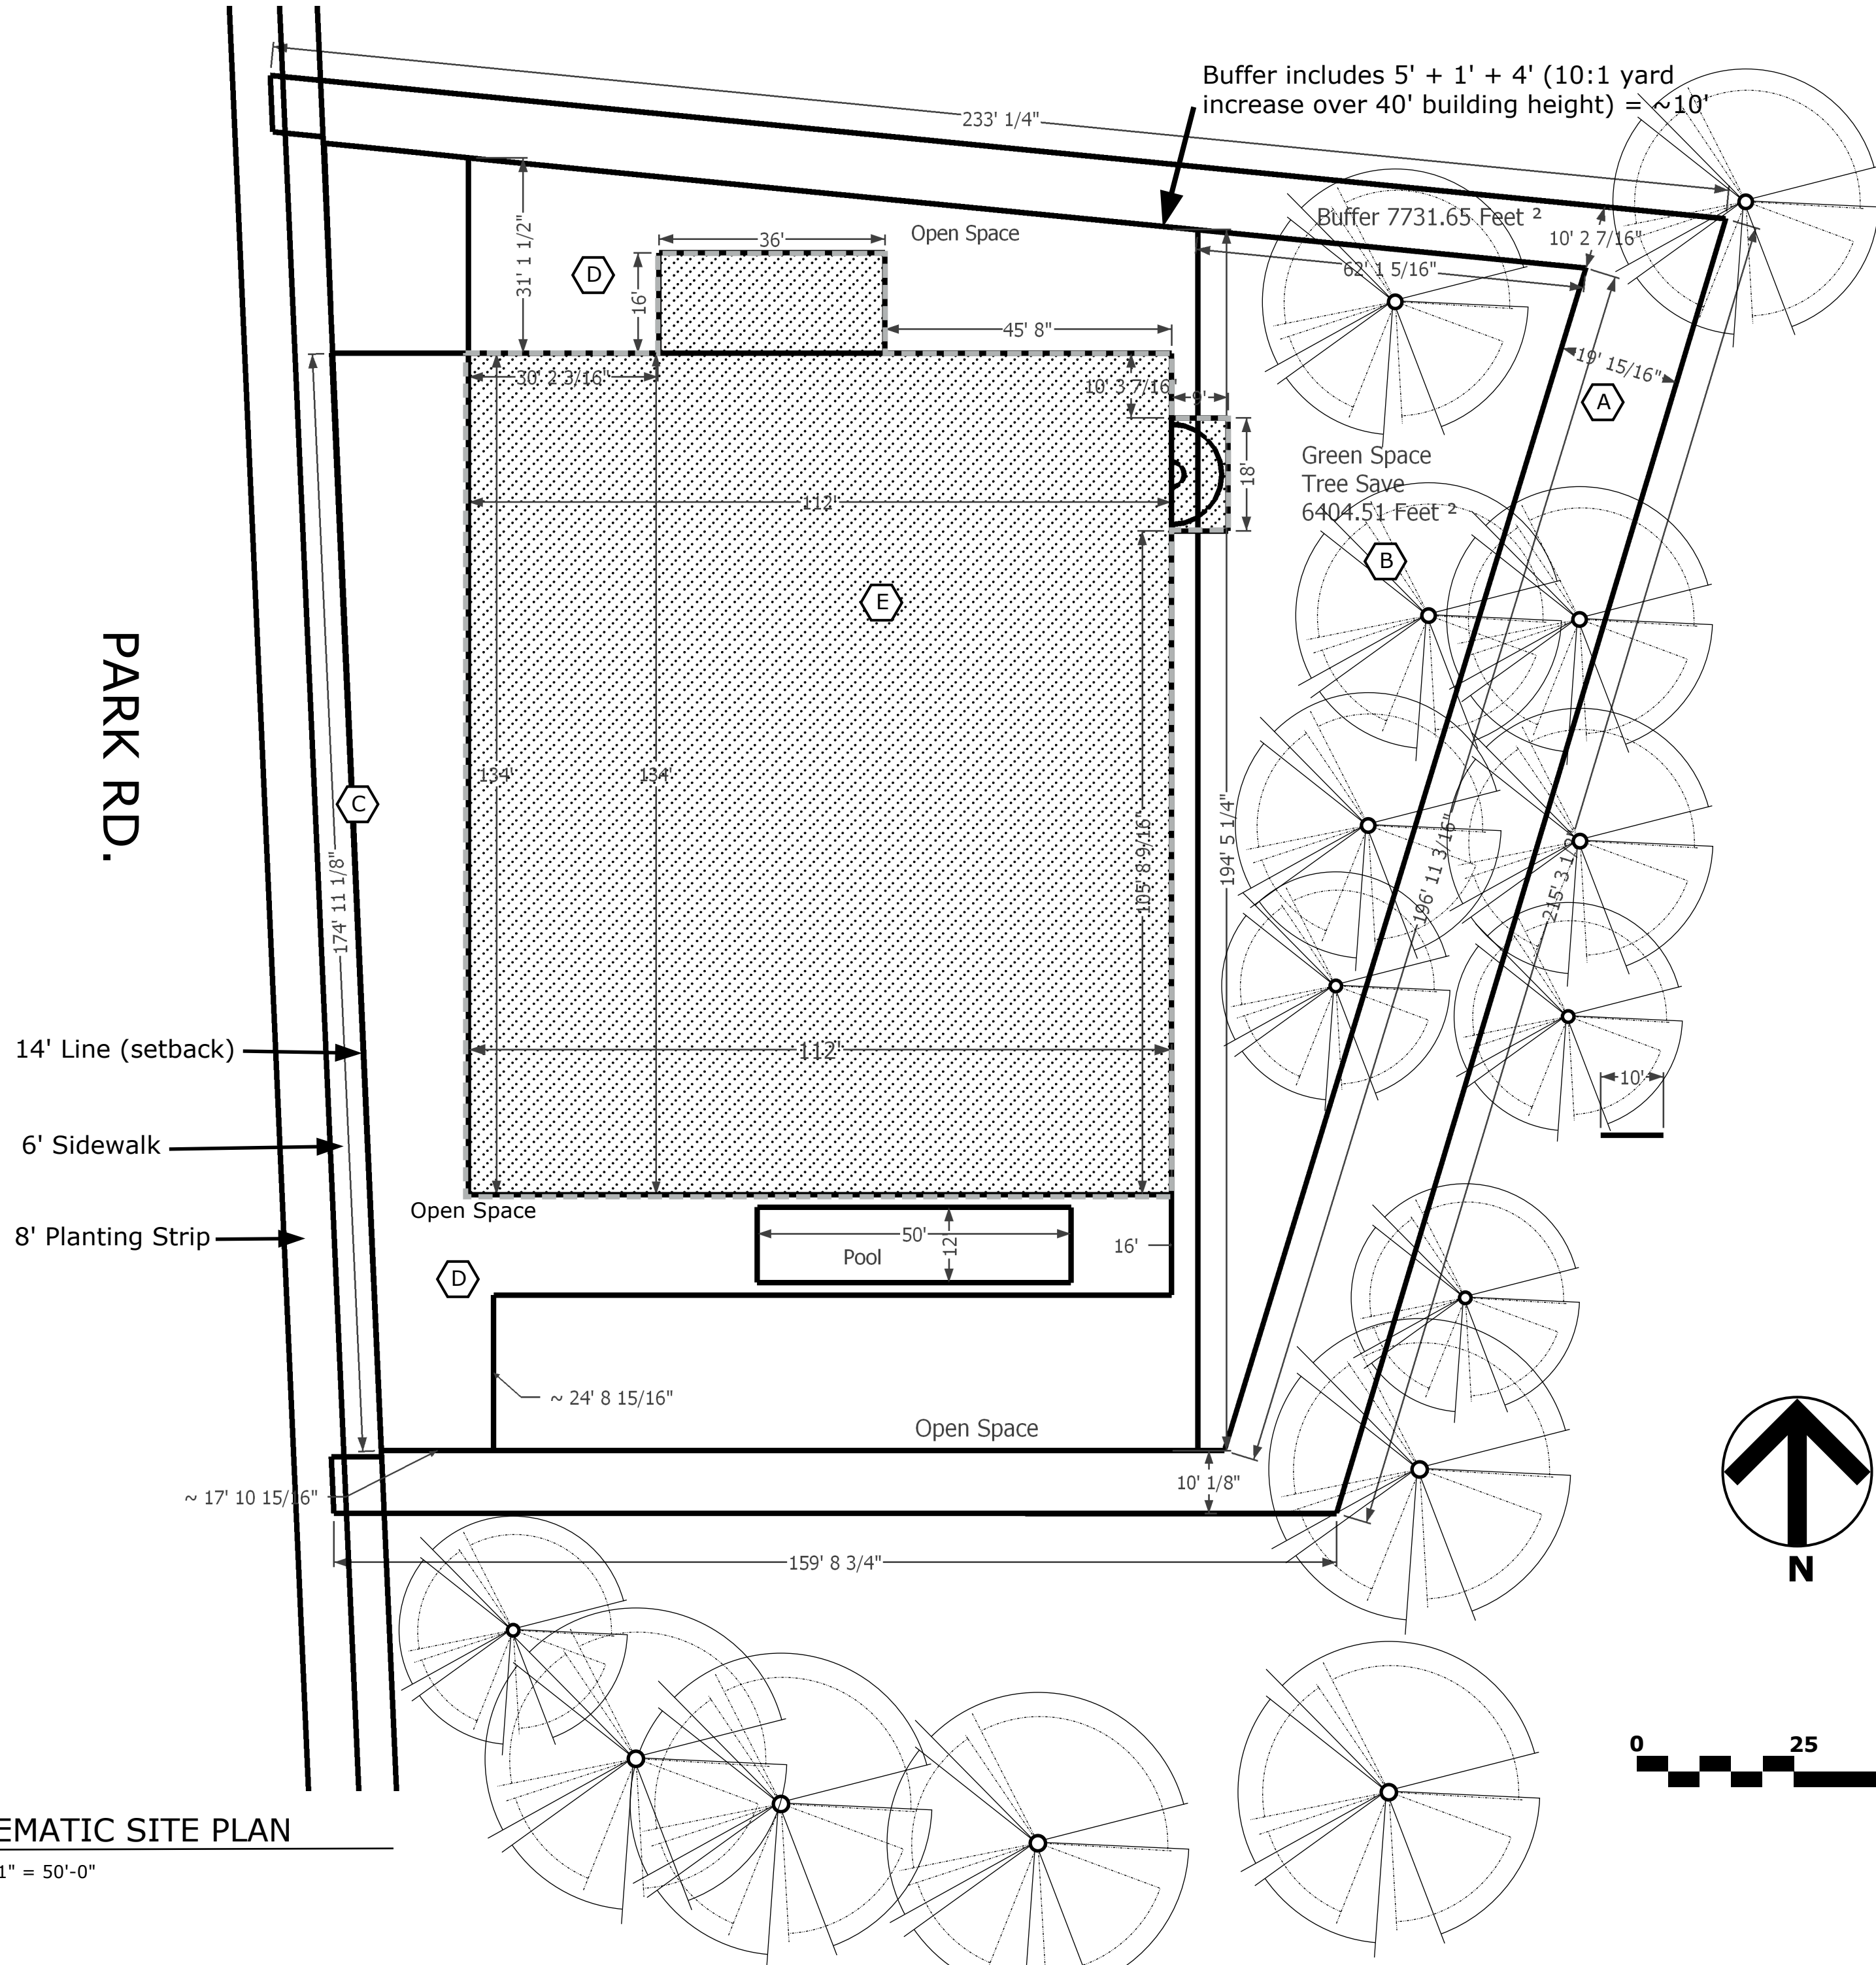 Buffer includes 5' + 1' + 4' (10:1 yard
increase over 40' building height) = ~10'
233' 1/4"
Buffer 7731.65 Feet ²
10' 2 7/16"
62' 1 5/16"
Open Space
36'
D
31' 1 1/2"
16'
45' 8"
30' 2 3/16"
10' 3 7/16"
9'
19' 15/16"
A
18'
Green Space
Tree Save
6404.51 Feet ²
112'
B
E
PARK RD.
C
134'
134'
174' 11 1/8"
105' 8 9/16"
194' 5 1/4"
196' 11 3/16"
215' 3
14' Line (setback)
112'
10'
6' Sidewalk
8' Planting Strip
Open Space
50'
12'
Pool
16'
D
~ 24' 8 15/16"
Open Space
~ 17' 10 15/16"
10' 1/8"
159' 8 3/4"
N
0
25
EMATIC SITE PLAN
1" = 50'-0"